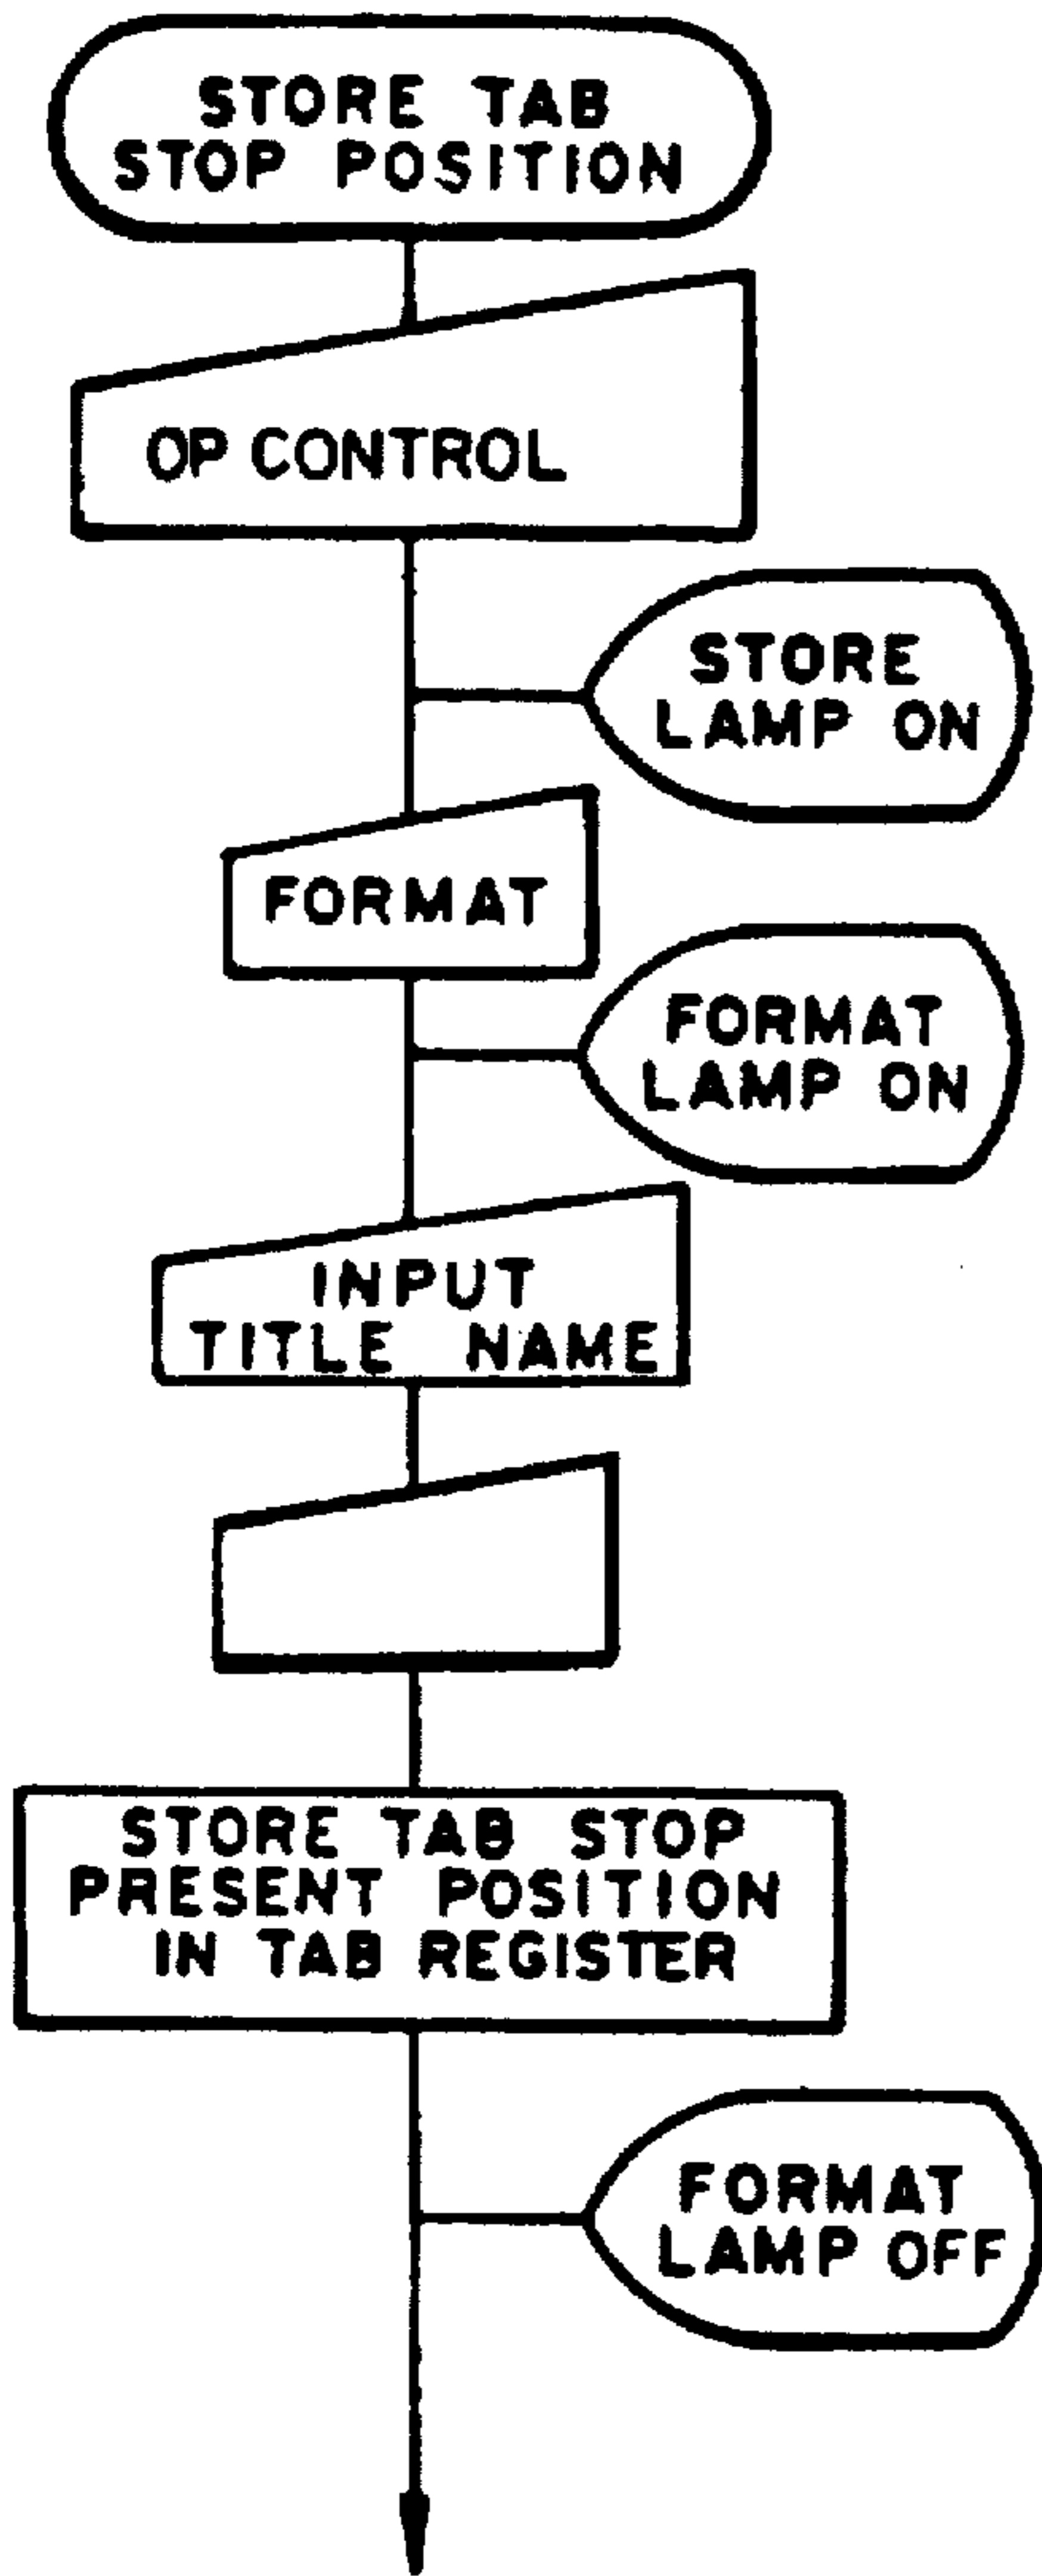 STORE TAB
STOP POSITION
OP CONTROL
STORE
LAMP ON
FORMAT
FORMAT
LAMP ON
INPUT
TITLE NAME
STORE TAB STOP
PRESENT POSITION
IN TAB REGISTER
FORMAT
LAMP OFF